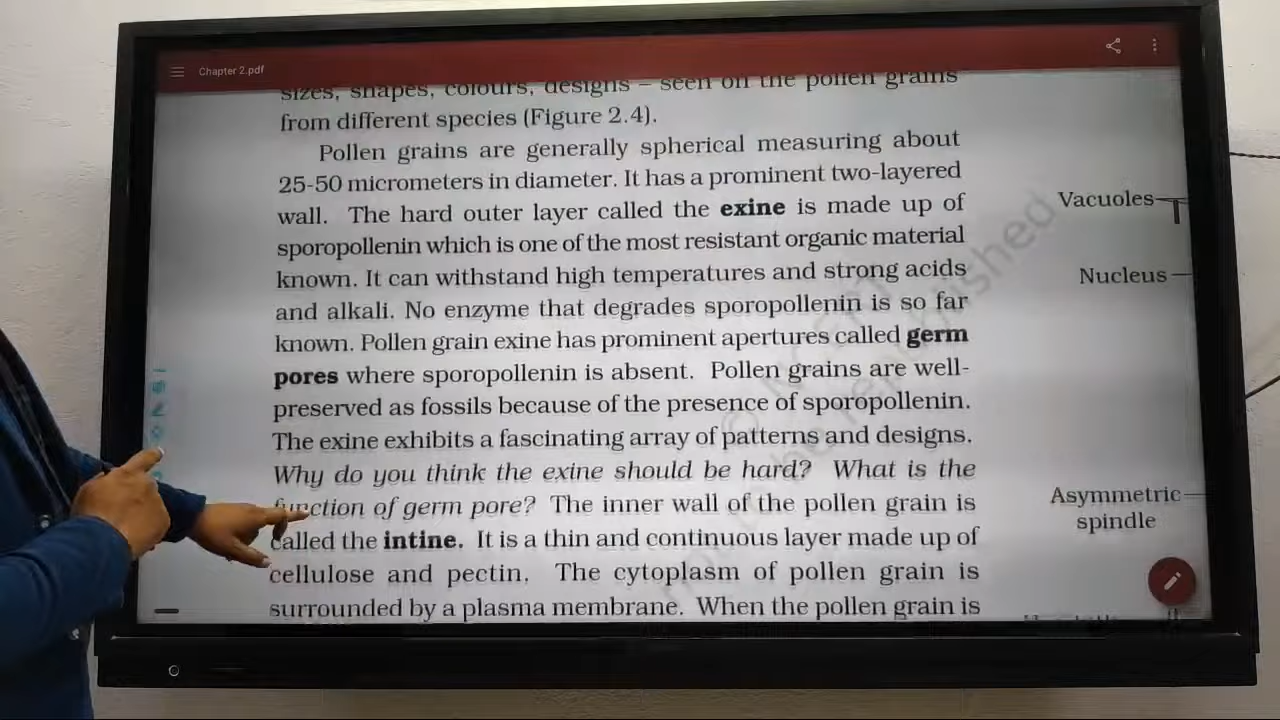 Chapter 2.pdf
sizes, shapes, colours, designs – seen on the pollen grains
from different species (Figure 2.4).
Pollen grains are generally spherical measuring about
25-50 micrometers in diameter. It has a prominent two-layered
wall. The hard outer layer called the exine is made up of
sporopollenin which is one of the most resistant organic material
known. It can withstand high temperatures and strong acids
and alkali. No enzyme that degrades sporopollenin is so far
known. Pollen grain exine has prominent apertures called germ
pores where sporopollenin is absent. Pollen grains are well-
preserved as fossils because of the presence of sporopollenin.
The exine exhibits a fascinating array of patterns and designs.
Why do you think the exine should be hard? What is the
function of germ pore? The inner wall of the pollen grain is
called the intine. It is a thin and continuous layer made up of
cellulose and pectin. The cytoplasm of pollen grain is
surrounded by a plasma membrane. When the pollen grain is
Vacuoles
Nucleus
Asymmetric
spindle